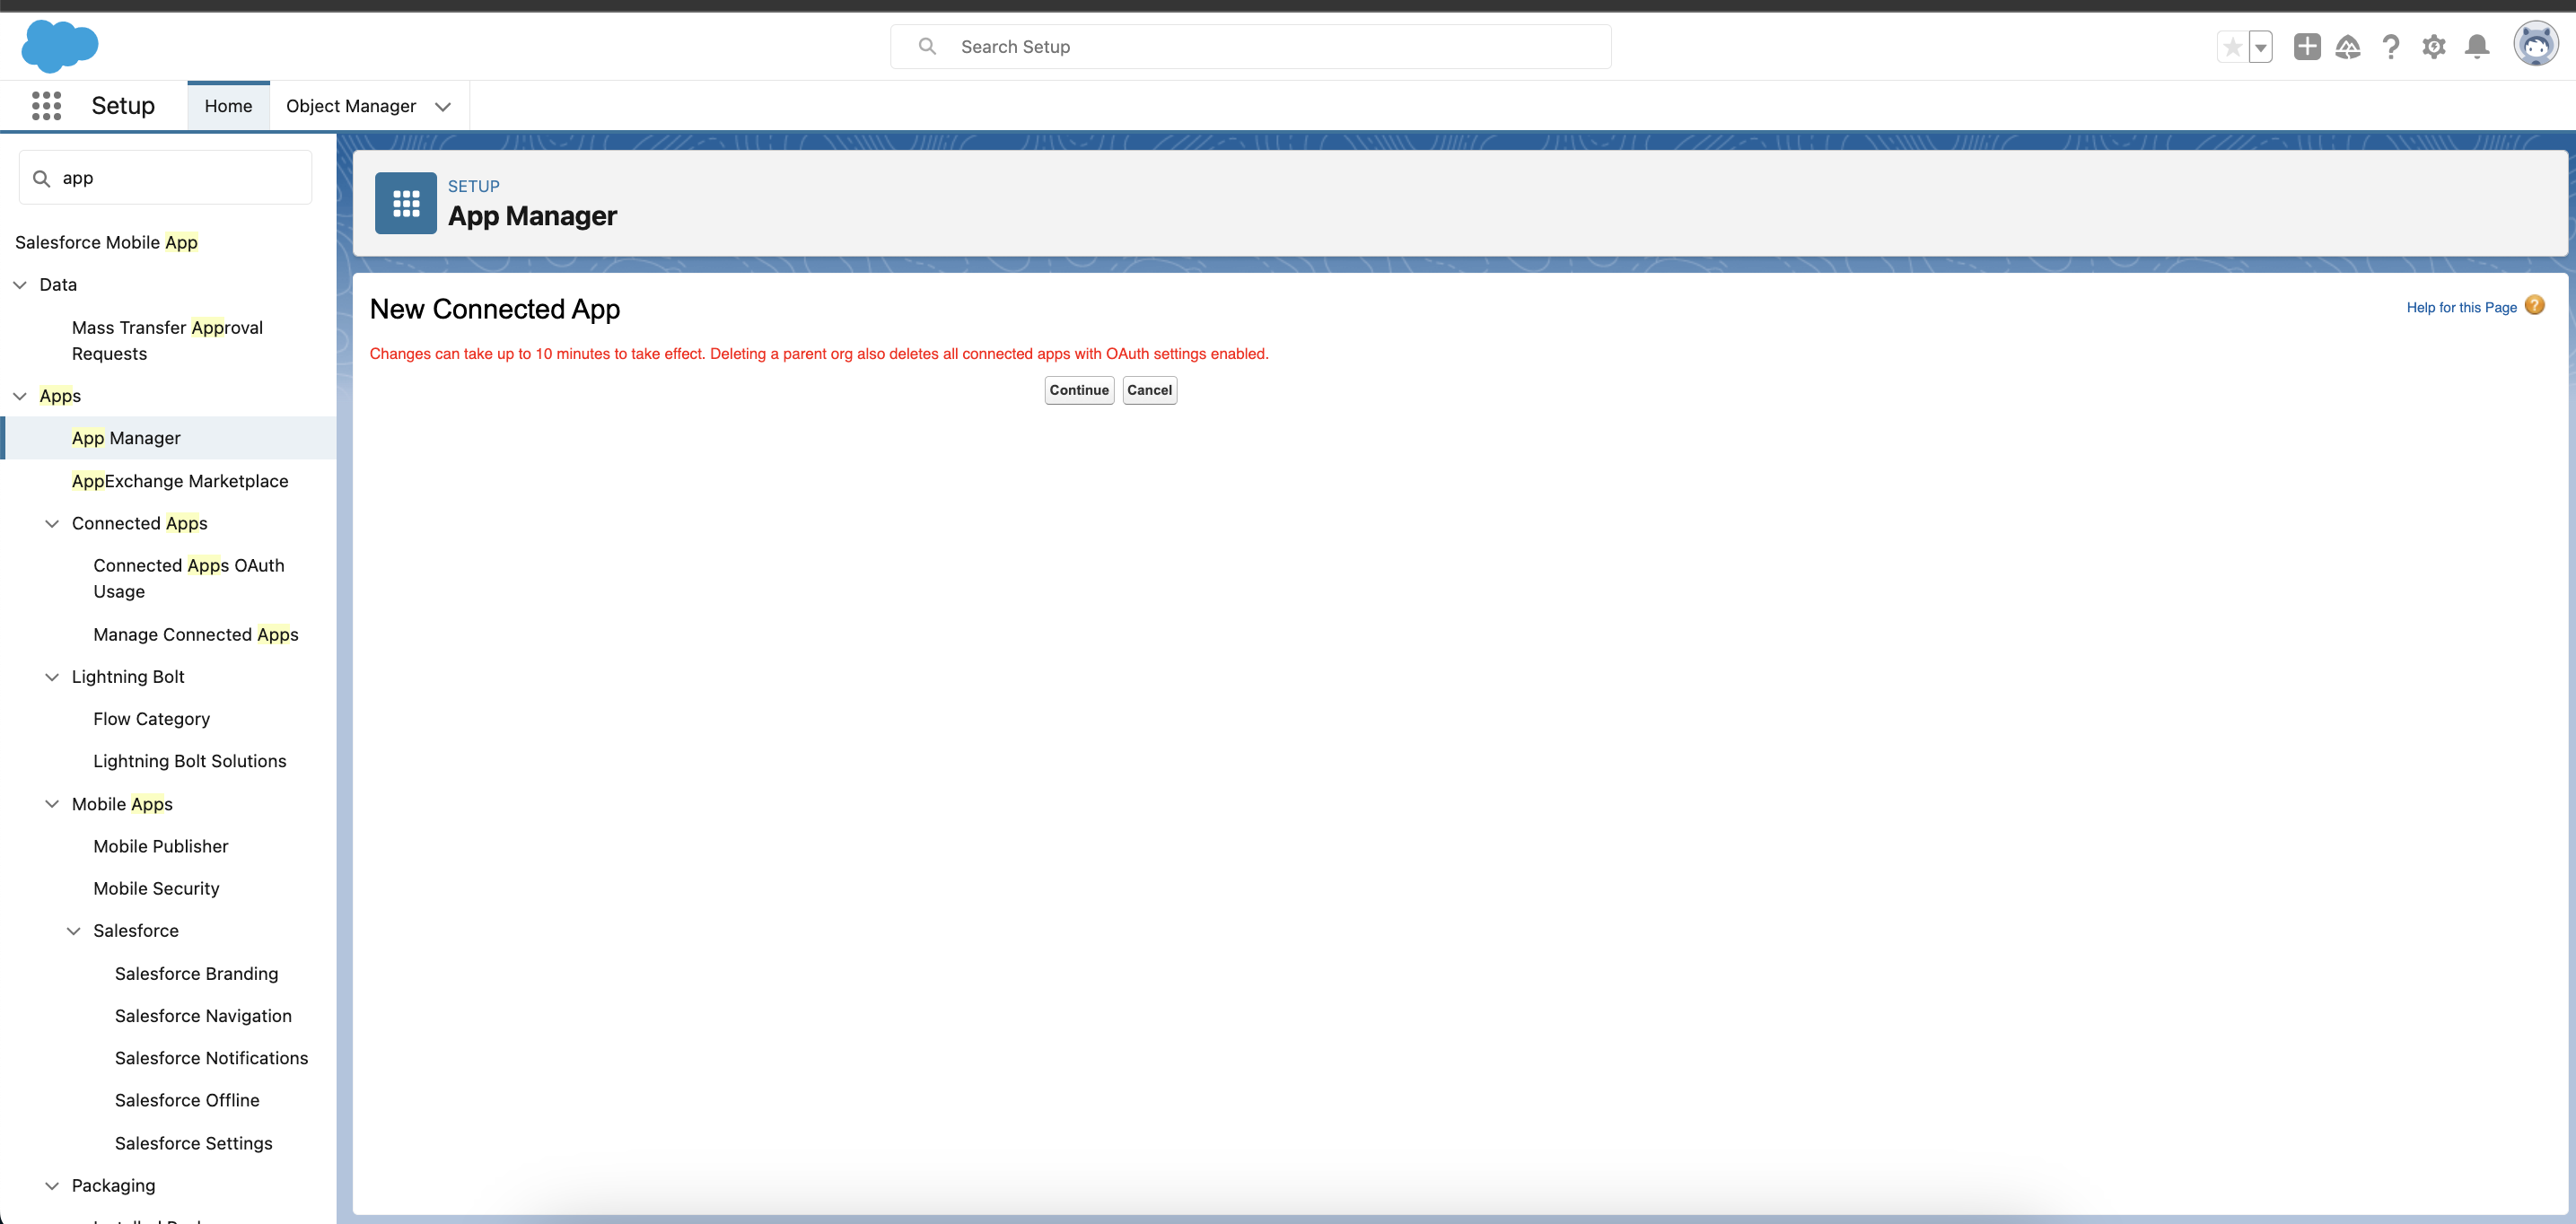 Search Setup
Setup
Home
Object Manager
app
Salesforce Mobile App
Data
Mass Transfer Approval
Requests
Apps
App Manager
AppExchange Marketplace
Connected Apps
Connected Apps OAuth
Usage
Manage Connected Apps
Lightning Bolt
Flow Category
Lightning Bolt Solutions
Mobile Apps
Mobile Publisher
Mobile Security
Salesforce
Salesforce Branding
Salesforce Navigation
Salesforce Notifications
Salesforce Offline
Salesforce Settings
Packaging
SETUP
App Manager
New Connected App
Help for this Page
Changes can take up to 10 minutes to take effect. Deleting a parent org also deletes all connected apps with OAuth settings enabled.
Continue Cancel